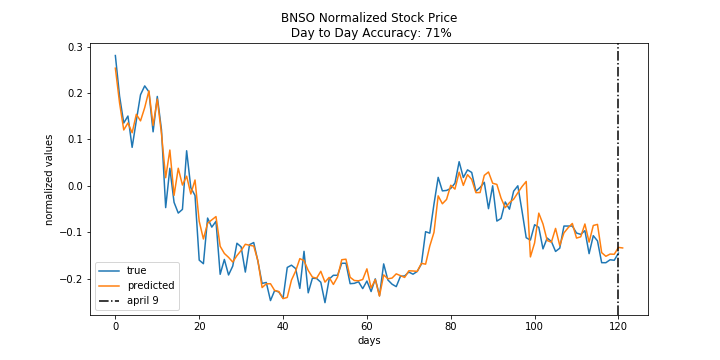 BNSO Normalized Stock Price
Day to Day Accuracy: 71%
normalized values
0.3
0.2
0.1
0.0
−0.1
−0.2
true
predicted
april 9
0 20 40 60 80 100 120
days